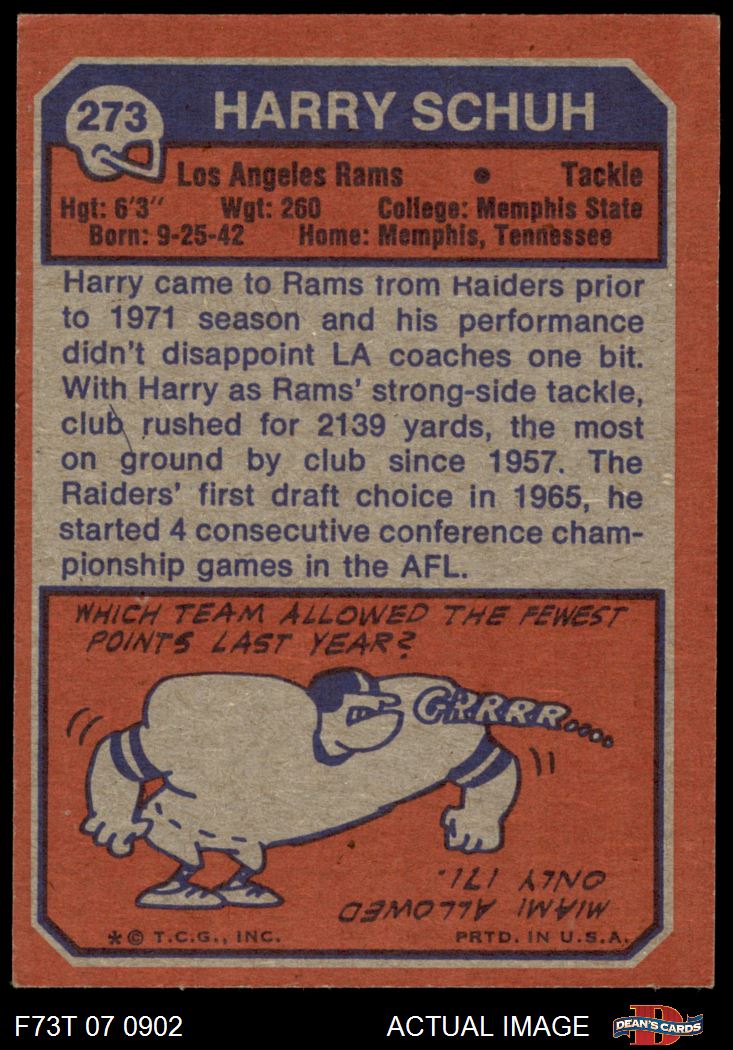 273
HARRY SCHUH
Los Angeles Rams • Tackle
Hgt: 6'3" Wgt: 260 College: Memphis State
Born: 9-25-42 Home: Memphis, Tennessee
Harry came to Rams from Raiders prior
to 1971 season and his performance
didn't disappoint LA coaches one bit.
With Harry as Rams' strong-side tackle,
club rushed for 2139 yards, the most
on ground by club since 1957. The
Raiders' first draft choice in 1965, he
started 4 consecutive conference cham-
pionship games in the AFL.
WHICH TEAM ALLOWED THE FEWEST
POINTS LAST YEAR?
GRRRR....
MIAMI ALLOWED
ONLY 171.
*© T.C.G., INC. PRTD. IN U.S.A.
F73T 07 0902 ACTUAL IMAGE
D
DEAN'S CARDS